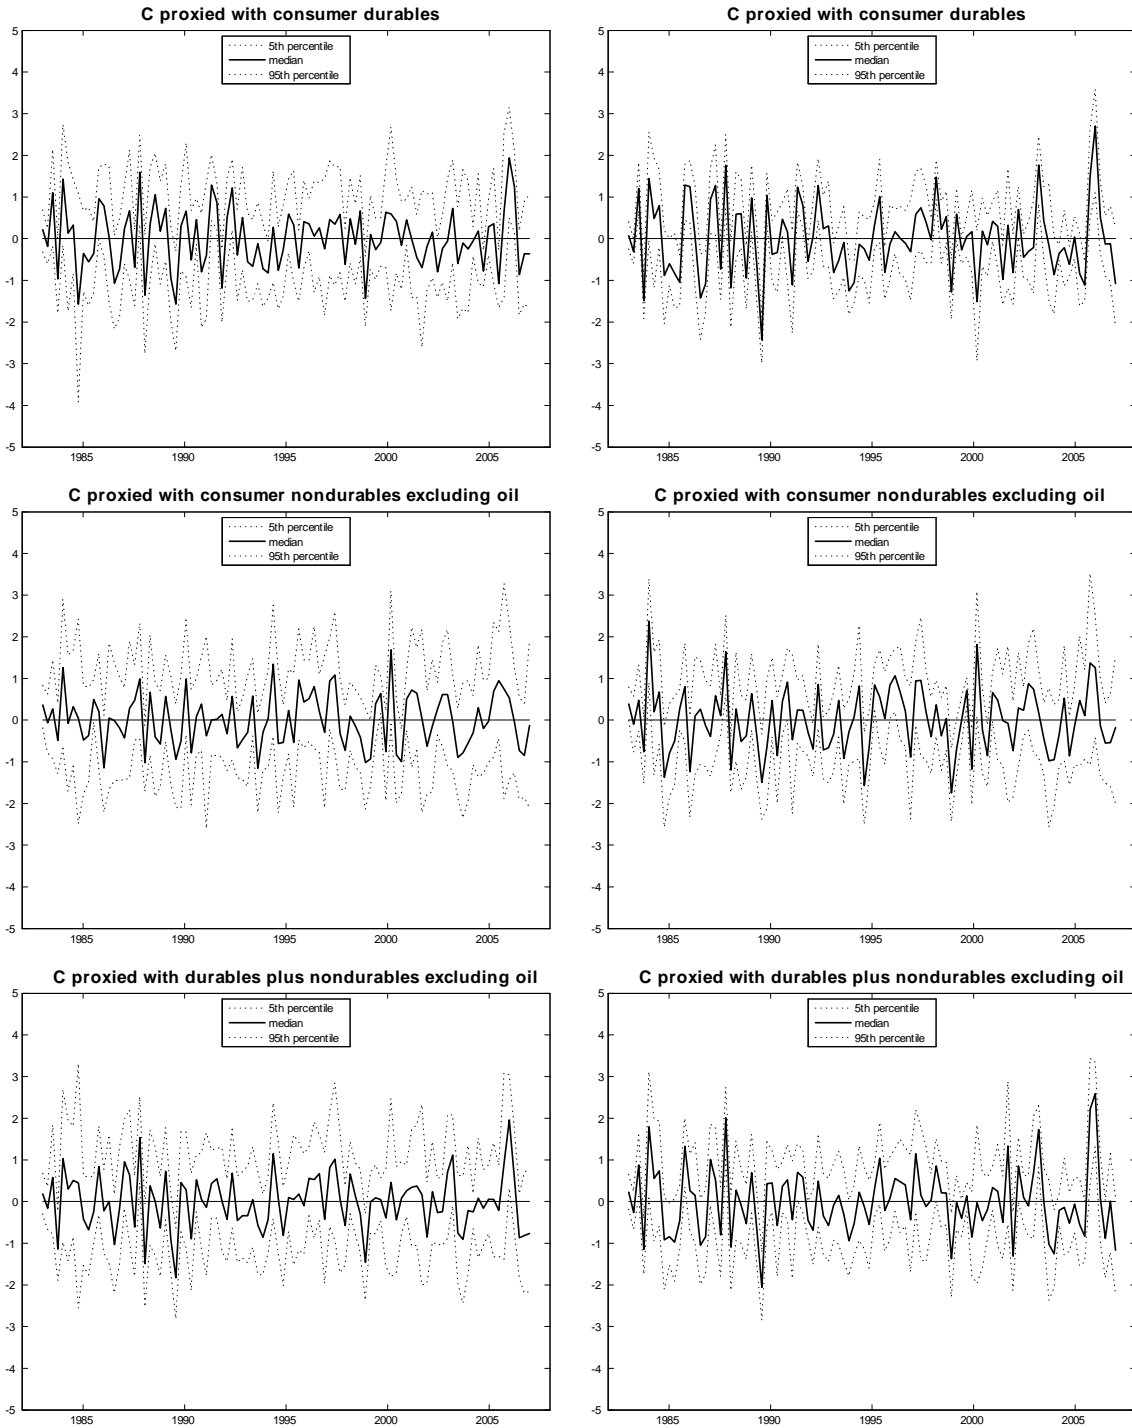 C proxied with consumer durables
5
4
3
2
1
0
-1
-2
-3
-4
-5
5th percentile
median
95th percentile
1985 1990 1995 2000 2005
C proxied with consumer durables
5
4
3
2
1
0
-1
-2
-3
-4
-5
5th percentile
median
95th percentile
1985 1990 1995 2000 2005
C proxied with consumer nondurables excluding oil
5
4
3
2
1
0
-1
-2
-3
-4
-5
5th percentile
median
95th percentile
1985 1990 1995 2000 2005
C proxied with consumer nondurables excluding oil
5
4
3
2
1
0
-1
-2
-3
-4
-5
5th percentile
median
95th percentile
1985 1990 1995 2000 2005
C proxied with durables plus nondurables excluding oil
5
4
3
2
1
0
-1
-2
-3
-4
-5
5th percentile
median
95th percentile
1985 1990 1995 2000 2005
C proxied with durables plus nondurables excluding oil
5
4
3
2
1
0
-1
-2
-3
-4
-5
5th percentile
median
95th percentile
1985 1990 1995 2000 2005